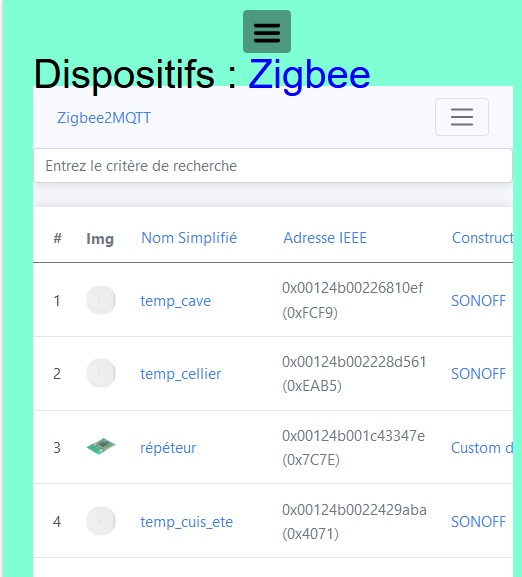 Dispositifs : Zigbee
Zigbee2MQTT
Entrez le critère de recherche
# Img Nom Simplifié Adresse IEEE Construct
1 temp_cave 0x00124b00226810ef SONOFF
(0xFCF9)
2 temp_cellier 0x00124b002228d561 SONOFF
(0xEAB5)
3 répéteur 0x00124b001c43347e Custom d
(0x7C7E)
4 temp_cuis_ete 0x00124b0022429aba SONOFF
(0x4071)